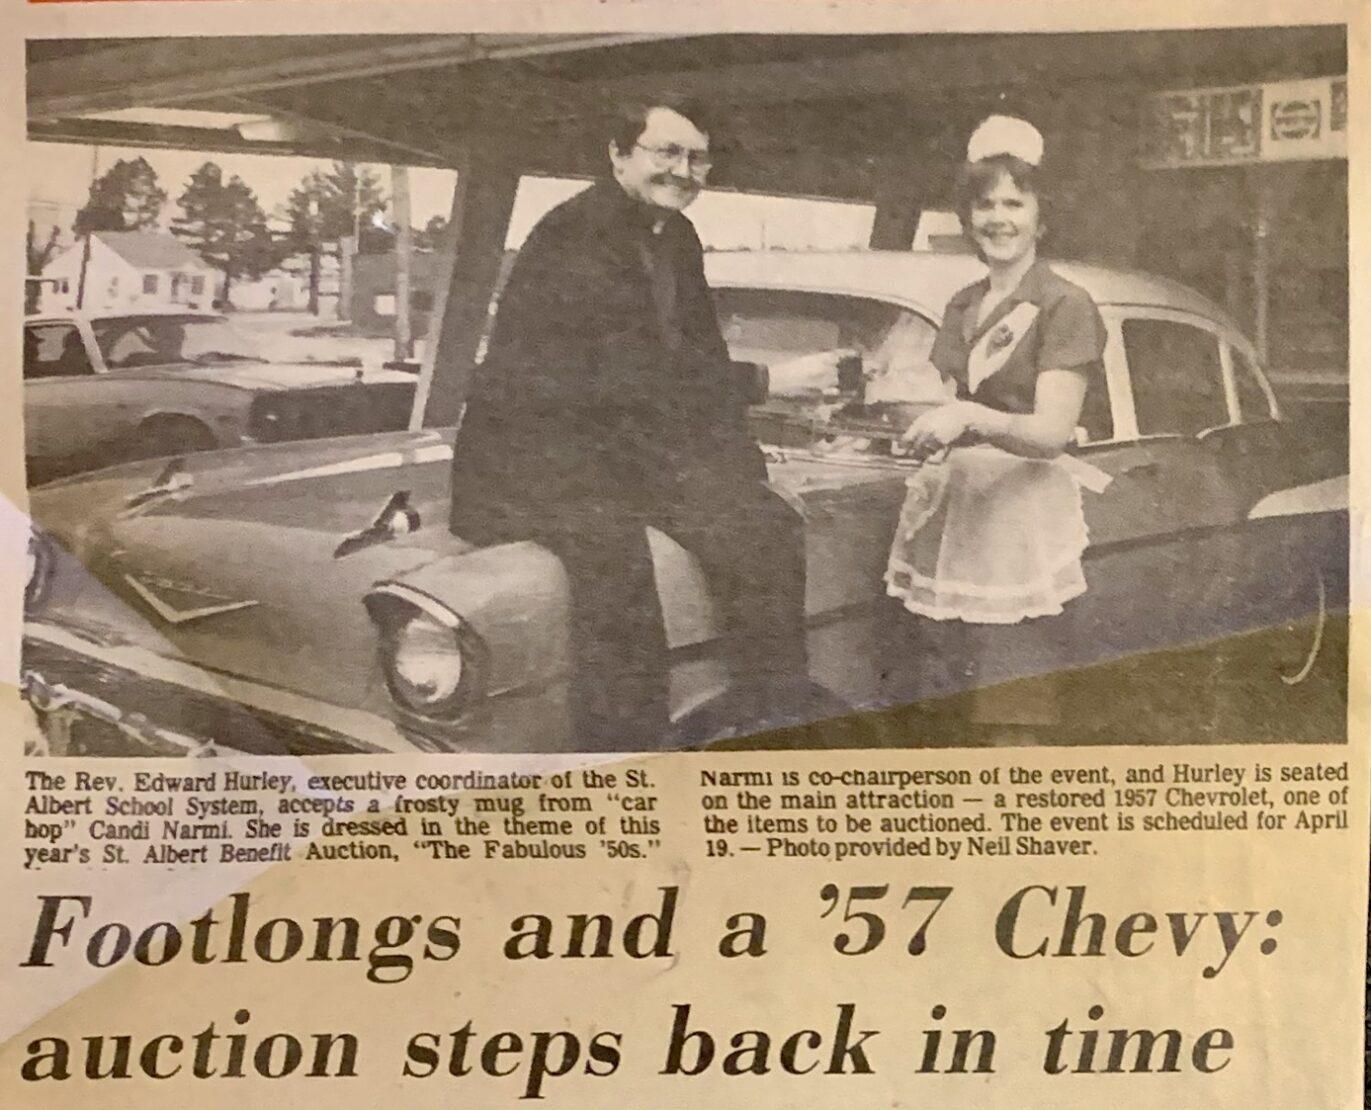 The Rev. Edward Hurley, executive coordinator of the St.
Albert School System, accepts a frosty mug from “car
hop” Candi Narmi. She is dressed in the theme of this
year's St. Albert Benefit Auction, “The Fabulous '50s.”
Narmi is co-chairperson of the event, and Hurley is seated
on the main attraction — a restored 1957 Chevrolet, one of
the items to be auctioned. The event is scheduled for April
19. — Photo provided by Neil Shaver.
Footlongs and a '57 Chevy:
auction steps back in time